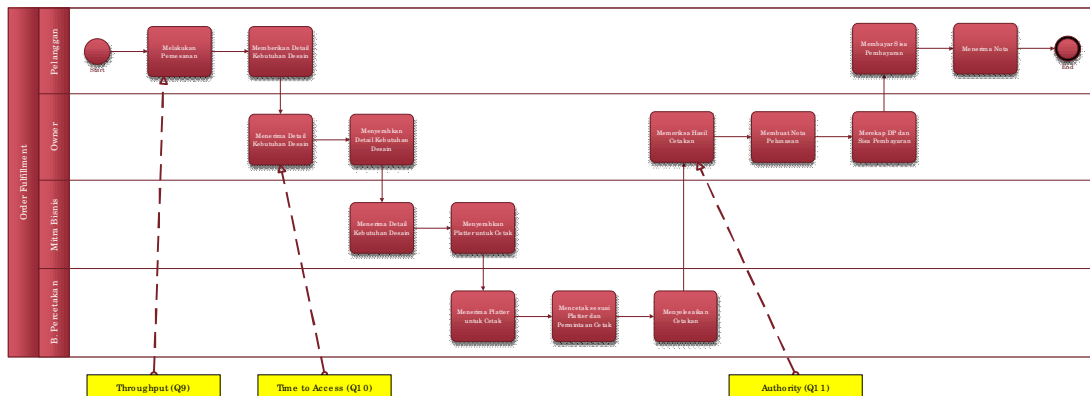 Order Fulfillment
Pelanggan
Start
Melakukan
Pemesanan
Memberikan Detail
Kebutuhan Desain
Membayar Sisa
Pembayaran
Menerima Nota
End
Owner
Menerima Detail
Kebutuhan Desain
Menyerahkan
Detail Kebutuhan
Desain
Memeriksa Hasil
Cetakan
Membuat Nota
Pelunasan
Merekap DP dan
Sisa Pembayaran
Mitra Bisnis
Menerima Detail
Kebutuhan Desain
Menyerahkan
Platter untuk Cetak
B. Percetakan
Menerima Platter
untuk Cetak
Mencetak sesuai
Platter dan
Permintaan Cetak
Menyelesaikan
Cetakan
Throughput (Q9)
Time to Access (Q10)
Authority (Q11)